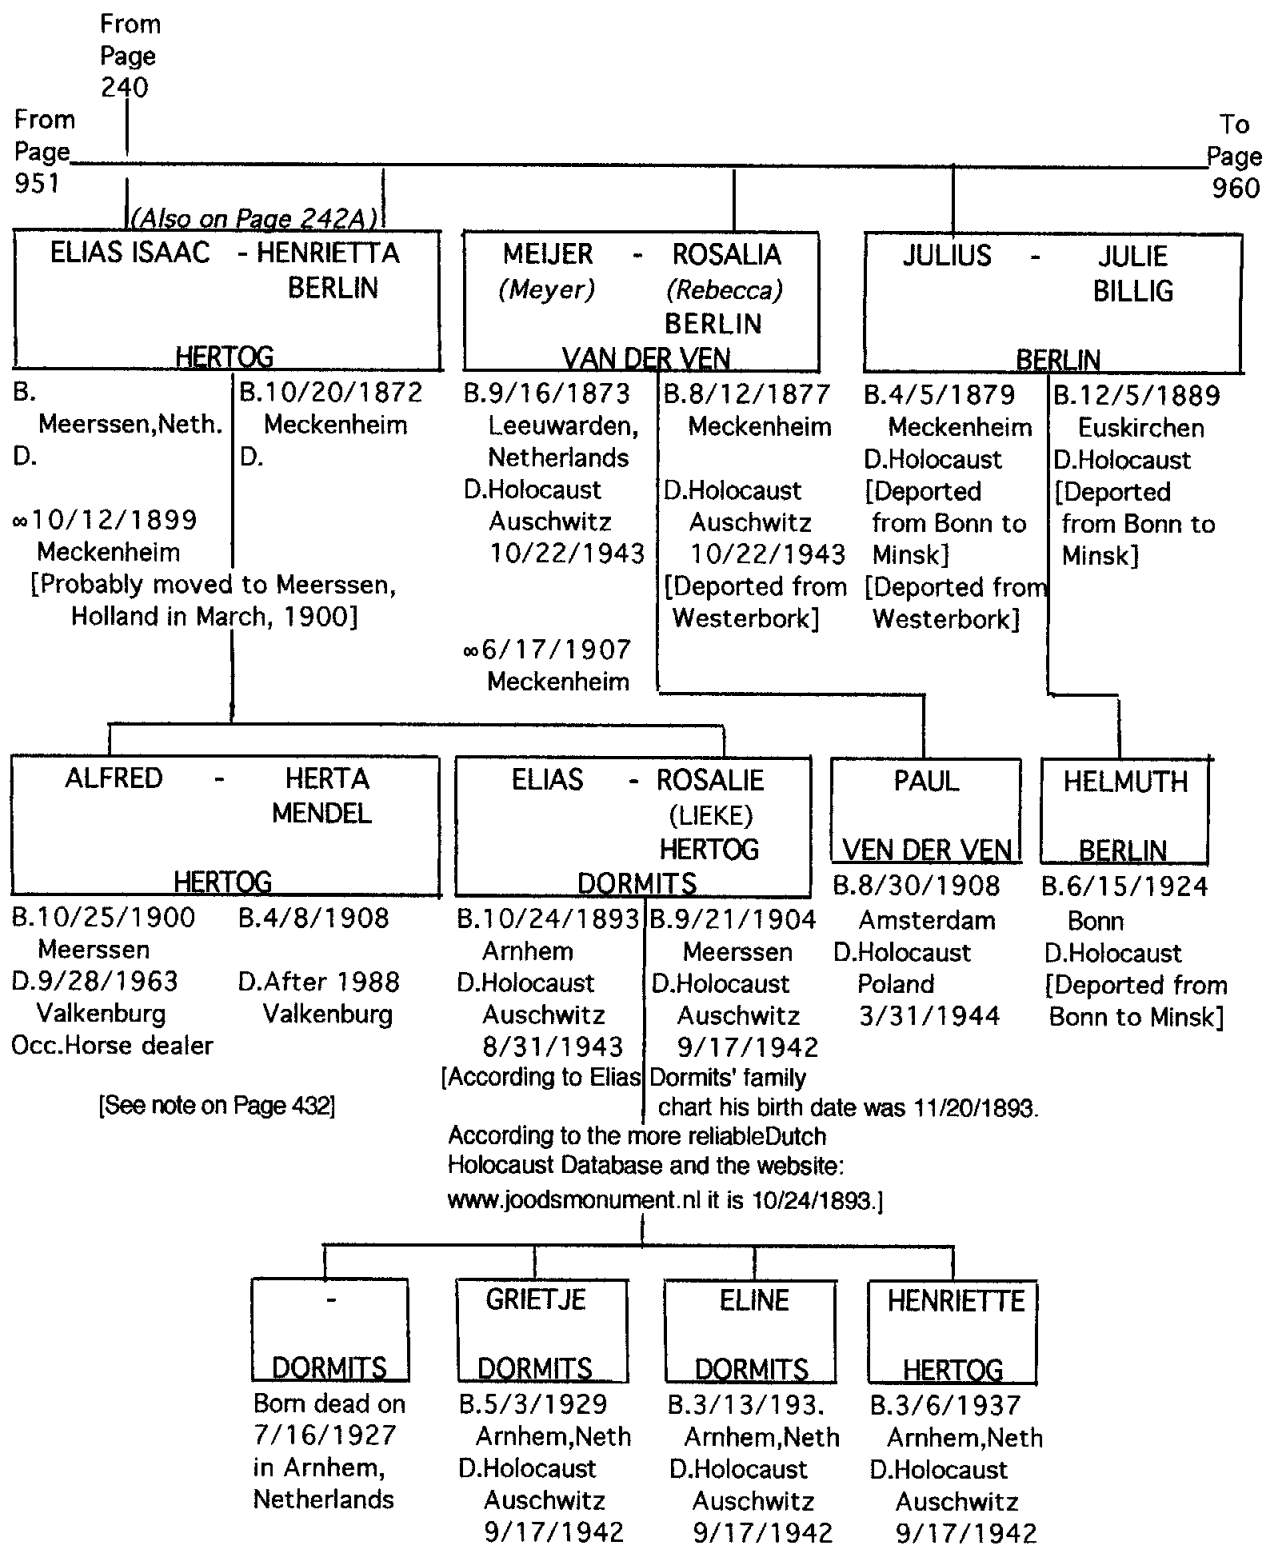 From
Page
240
From
Page
951
To
Page
960
(Also on Page 242A)
ELIAS ISAAC - HENRIETTA
BERLIN
HERTOG
B.
Meerssen,Neth.
D.
B.10/20/1872
Meckenheim
D.
∞10/12/1899
Meckenheim
[Probably moved to Meerssen,
Holland in March, 1900]
MEIJER - ROSALIA
(Meyer) (Rebecca)
BERLIN
VAN DER VEN
B.9/16/1873
Leeuwarden,
Netherlands
D.Holocaust
Auschwitz
10/22/1943
∞6/17/1907
Meckenheim
B.8/12/1877
Meckenheim
D.Holocaust
Auschwitz
10/22/1943
[Deported from
Westerbork]
JULIUS - JULIE
BILLIG
BERLIN
B.4/5/1879
Meckenheim
D.Holocaust
[Deported
from Bonn to
Minsk]
[Deported from
Westerbork]
B.12/5/1889
Euskirchen
D.Holocaust
[Deported
from Bonn to
Minsk]
ALFRED - HERTA
MENDEL
HERTOG
B.10/25/1900
Meerssen
D.9/28/1963
Valkenburg
Occ.Horse dealer
B.4/8/1908
D.After 1988
Valkenburg
[See note on Page 432]
ELIAS - ROSALIE
(LIEKE)
HERTOG
DORMITS
B.10/24/1893
Arnhem
D.Holocaust
Auschwitz
8/31/1943
B.9/21/1904
Meerssen
D.Holocaust
Auschwitz
9/17/1942
[According to Elias Dormits' family
chart his birth date was 11/20/1893.
According to the more reliableDutch
Holocaust Database and the website:
www.joodsmonument.nl it is 10/24/1893.]
PAUL
VEN DER VEN
B.8/30/1908
Amsterdam
D.Holocaust
Poland
3/31/1944
HELMUTH
BERLIN
B.6/15/1924
Bonn
D.Holocaust
[Deported from
Bonn to Minsk]
-
DORMITS
Born dead on
7/16/1927
in Arnhem,
Netherlands
GRIETJE
DORMITS
B.5/3/1929
Arnhem,Neth
D.Holocaust
Auschwitz
9/17/1942
ELINE
DORMITS
B.3/13/193.
Arnhem,Neth
D.Holocaust
Auschwitz
9/17/1942
HENRIETTE
HERTOG
B.3/6/1937
Arnhem,Neth
D.Holocaust
Auschwitz
9/17/1942